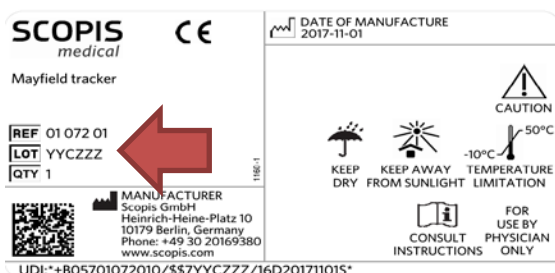 SCOPIS
medical
CE
DATE OF MANUFACTURE
2017-11-01
Mayfield tracker
REF 01 072 01
LOT YYCZZZ
QTY 1
1160-1
CAUTION
KEEP
DRY
KEEP AWAY
FROM SUNLIGHT
-10°C
50°C
TEMPERATURE
LIMITATION
MANUFACTURER
Scopis GmbH
Heinrich-Heine-Platz 10
10179 Berlin, Germany
Phone: +49 30 20169380
www.scopis.com
i
CONSULT
INSTRUCTIONS
FOR
USE BY
PHYSICIAN
ONLY
UDI:*+B05701072010/$$7YYCZZZ/16D20171101S*